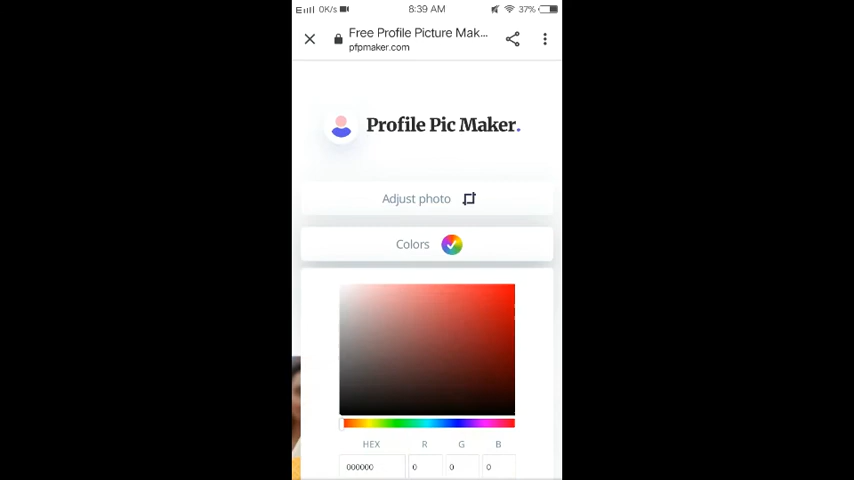 0K/s
8:39 AM
37%
Free Profile Picture Mak...
pfpmaker.com
Profile Pic Maker.
Adjust photo
Colors
HEX R G B
000000 0 0 0